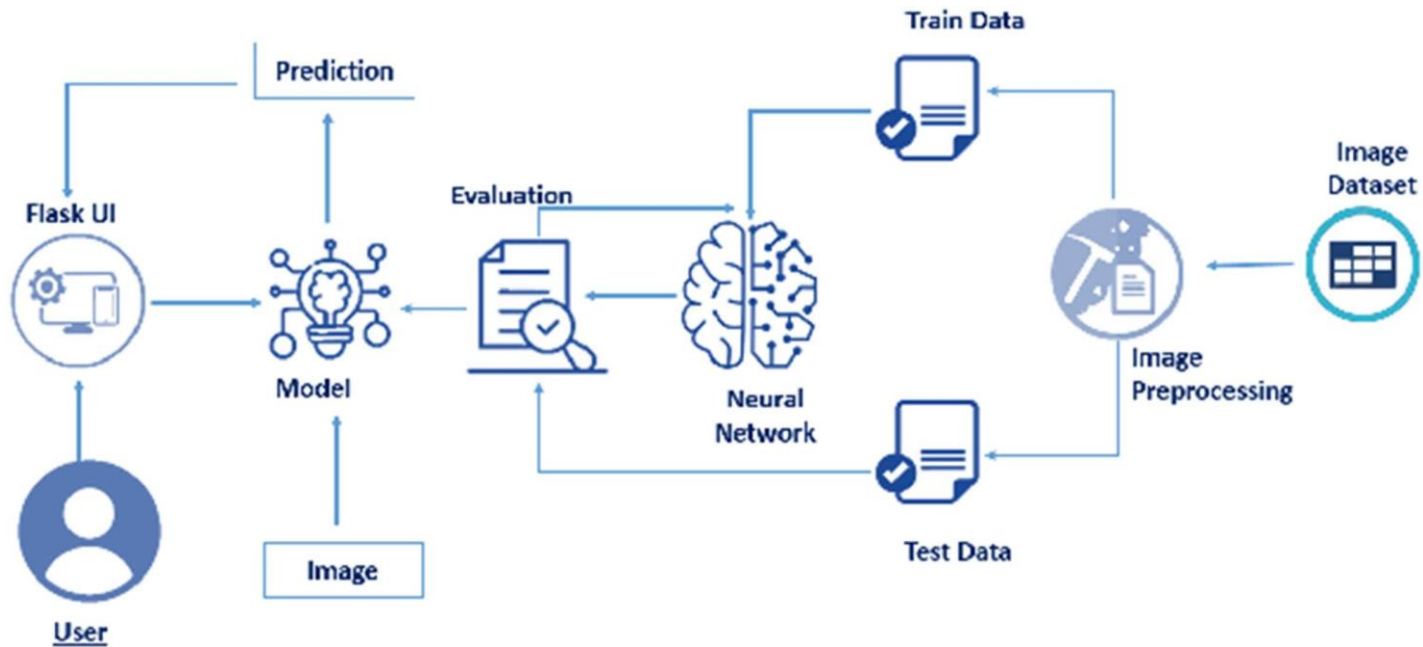 Train Data
Prediction
Image
Dataset
Evaluation
Flask UI
Image
Preprocessing
Model
Neural
Network
Test Data
Image
User